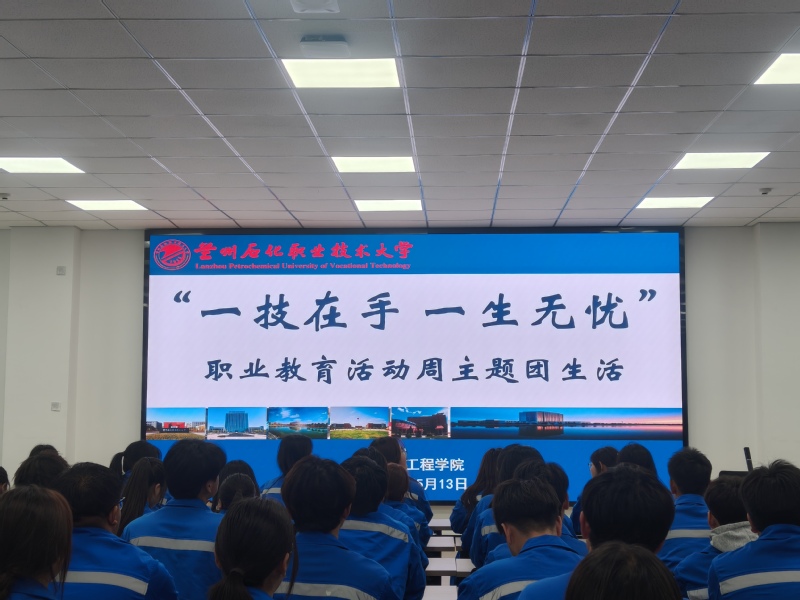 兰州石化职业技术大学
Lanzhou Petrochemical University of Vocational Technology
“一技在手 一生无忧”
职业教育活动周主题团生活
工程学院
5月13日